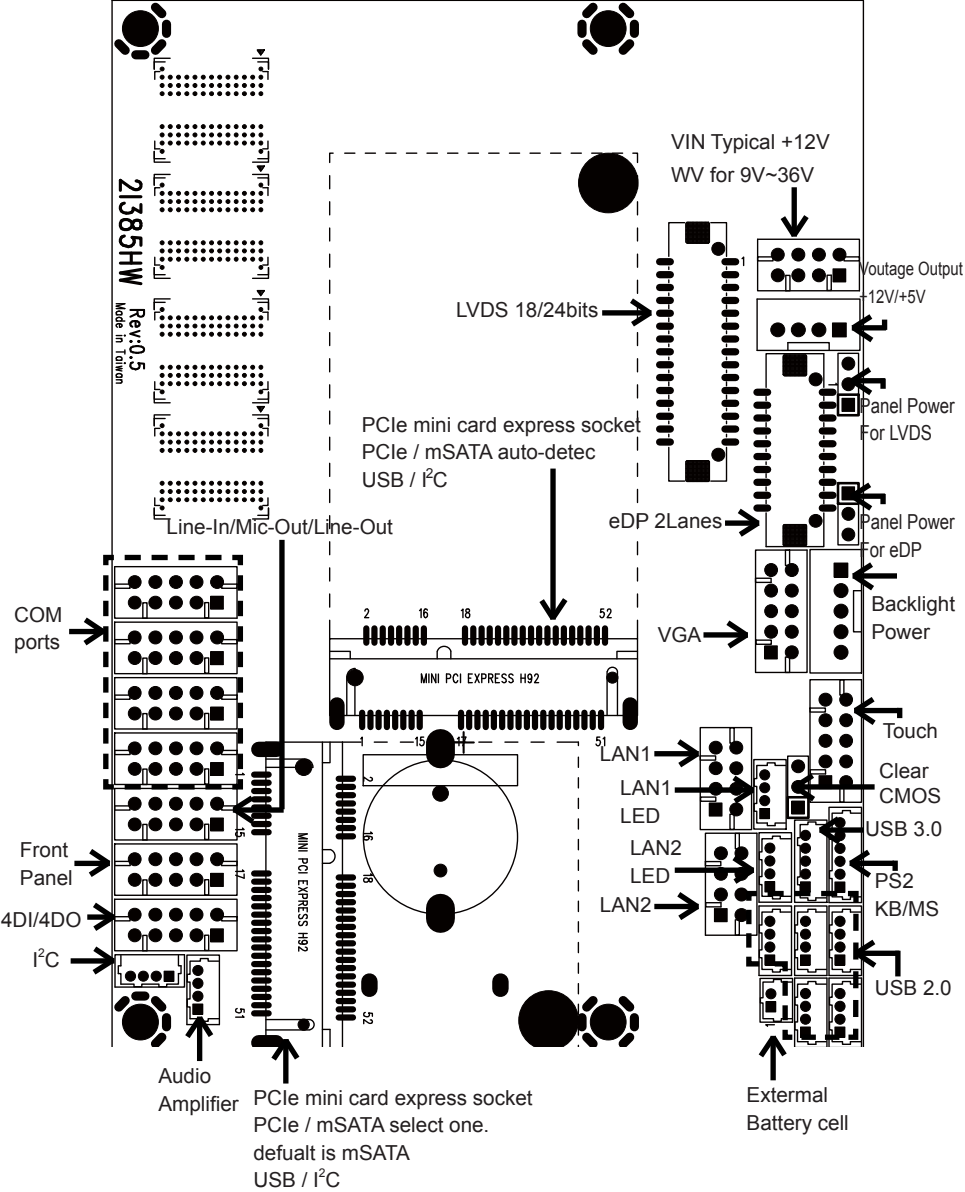 VIN Typical +12V
WV for 9V~36V
21385HW
Rev:0.5
Made in Taiwan
1
Voutage Output
+12V/+5V
LVDS 18/24bits
1
Panel Power
For LVDS
PCIe mini card express socket
PCIe / mSATA auto-detec
USB / I²C
eDP 2Lanes
Panel Power
For eDP
Line-In/Mic-Out/Line-Out
COM
ports
2 16 18 52
VGA
Backlight
Power
MINI PCI EXPRESS H92
1 15 17 51
Touch
LAN1
LAN1
LED
Clear
CMOS
1 2
15 16
MINI PCI EXPRESS H92
USB 3.0
Front
Panel
17 18
LAN2
LED
PS2
KB/MS
LAN2
4DI/4DO
I²C
USB 2.0
51 52
1
Audio
Amplifier
PCIe mini card express socket
PCIe / mSATA select one.
defualt is mSATA
USB / I²C
Extermal
Battery cell